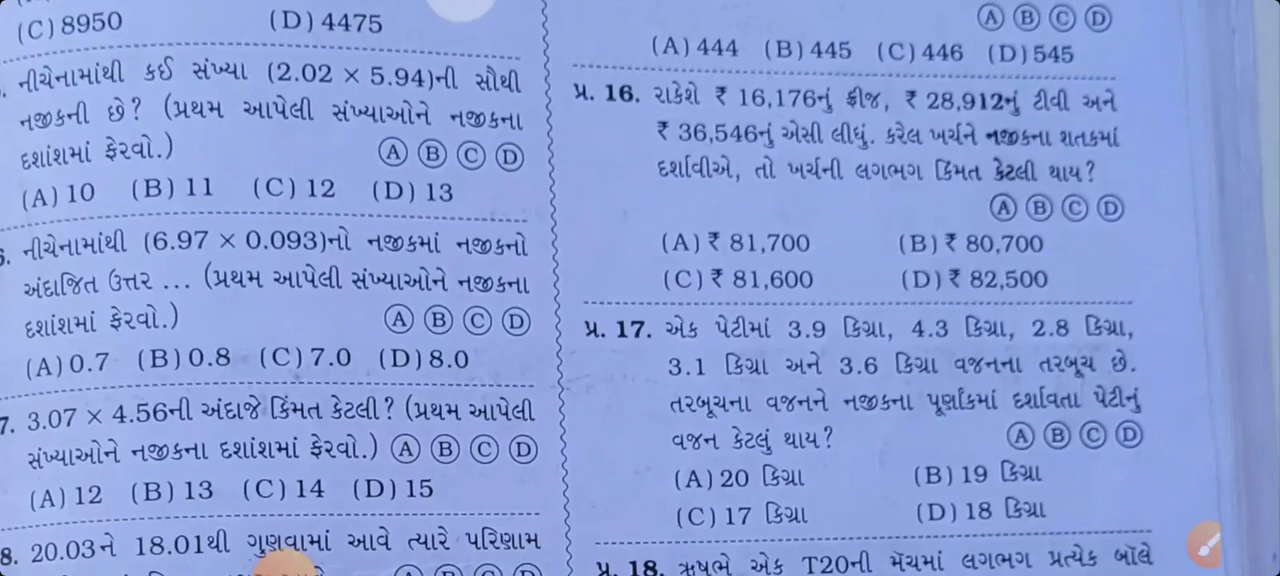 (C) 8950 (D) 4475
નીચેનામાંથી કઈ સંખ્યા (2.02 × 5.94)ની સૌથી
નજીકની છે? (પ્રથમ આપેલી સંખ્યાઓને નજીકના
દશાંશમાં ફેરવો.) Ⓐ Ⓑ Ⓒ Ⓓ
(A) 10 (B) 11 (C) 12 (D) 13
નીચેનામાંથી (6.97 × 0.093)નો નજીકમાં નજીકનો
અંદાજિત ઉત્તર ... (પ્રથમ આપેલી સંખ્યાઓને નજીકના
દશાંશમાં ફેરવો.) Ⓐ Ⓑ Ⓒ Ⓓ
(A) 0.7 (B) 0.8 (C) 7.0 (D) 8.0
7. 3.07 × 4.56ની અંદાજે કિંમત કેટલી? (પ્રથમ આપેલી
સંખ્યાઓને નજીકના દશાંશમાં ફેરવો.) Ⓐ Ⓑ Ⓒ Ⓓ
(A) 12 (B) 13 (C) 14 (D) 15
8. 20.03ને 18.01થી ગુણવામાં આવે ત્યારે પરિણામ
Ⓐ Ⓑ Ⓒ Ⓓ
(A) 444 (B) 445 (C) 446 (D) 545
પ્ર. 16. રાકેશે ₹ 16,176નું ફ્રીજ, ₹ 28,912નું ટીવી અને
₹ 36,546નું એસી લીધું. કરેલ ખર્ચને નજીકના શતકમાં
દર્શાવીએ, તો ખર્ચની લગભગ કિંમત કેટલી થાય?
Ⓐ Ⓑ Ⓒ Ⓓ
(A) ₹ 81,700 (B) ₹ 80,700
(C) ₹ 81,600 (D) ₹ 82,500
પ્ર. 17. એક પેટીમાં 3.9 કિગ્રા, 4.3 કિગ્રા, 2.8 કિગ્રા,
3.1 કિગ્રા અને 3.6 કિગ્રા વજનના તરબૂચ છે.
તરબૂચના વજનને નજીકના પૂર્ણાંકમાં દર્શાવતા પેટીનું
વજન કેટલું થાય? Ⓐ Ⓑ Ⓒ Ⓓ
(A) 20 કિગ્રા (B) 19 કિગ્રા
(C) 17 કિગ્રા (D) 18 કિગ્રા
પ્ર. 18. ઋષભે એક T20ની મૅચમાં લગભગ પ્રત્યેક બૉલે